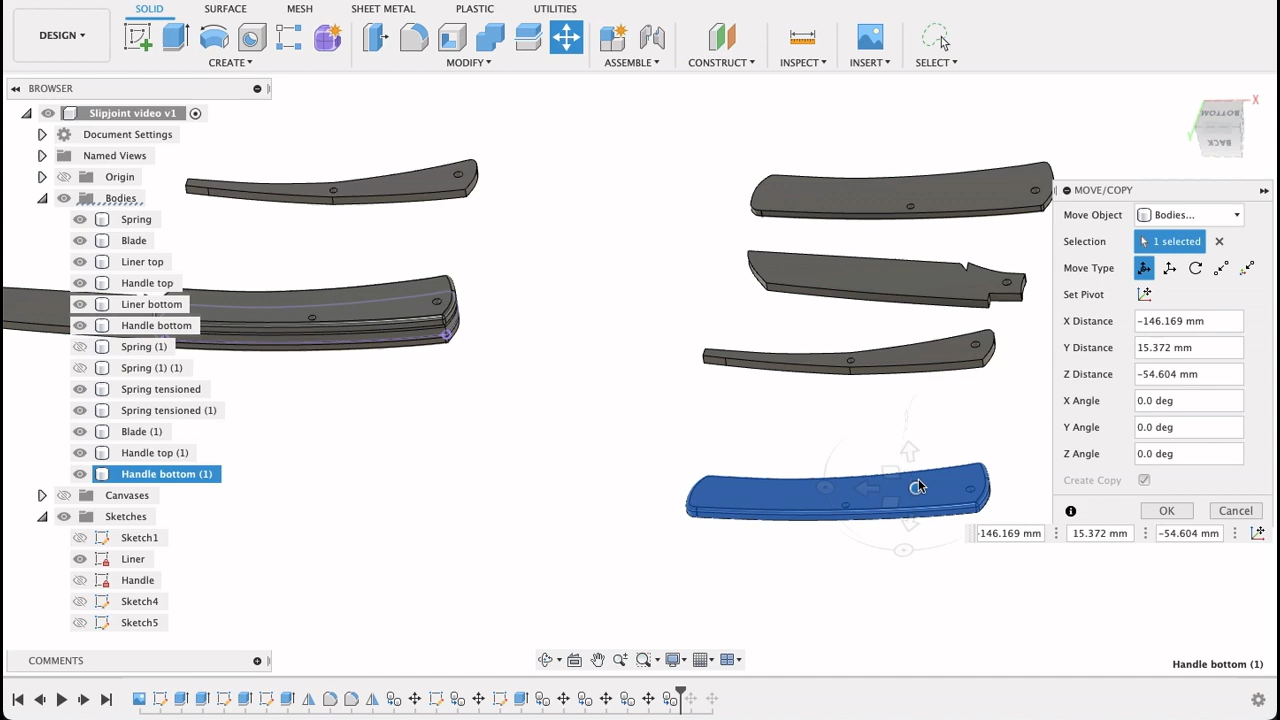 SOLID SURFACE MESH SHEET METAL PLASTIC UTILITIES
DESIGN
CREATE MODIFY ASSEMBLE CONSTRUCT INSPECT INSERT SELECT
BROWSER
Slipjoint video v1
Document Settings
Named Views
Origin
Bodies
Spring
Blade
Liner top
Handle top
Liner bottom
Handle bottom
Spring (1)
Spring (1) (1)
Spring tensioned
Spring tensioned (1)
Blade (1)
Handle top (1)
Handle bottom (1)
Canvases
Sketches
Sketch1
Liner
Handle
Sketch4
Sketch5
COMMENTS
X
BOTTOM
BACK
MOVE/COPY
Move Object Bodies...
Selection 1 selected
Move Type
Set Pivot
X Distance -146.169 mm
Y Distance 15.372 mm
Z Distance -54.604 mm
X Angle 0.0 deg
Y Angle 0.0 deg
Z Angle 0.0 deg
Create Copy
OK Cancel
146.169 mm 15.372 mm -54.604 mm
Handle bottom (1)